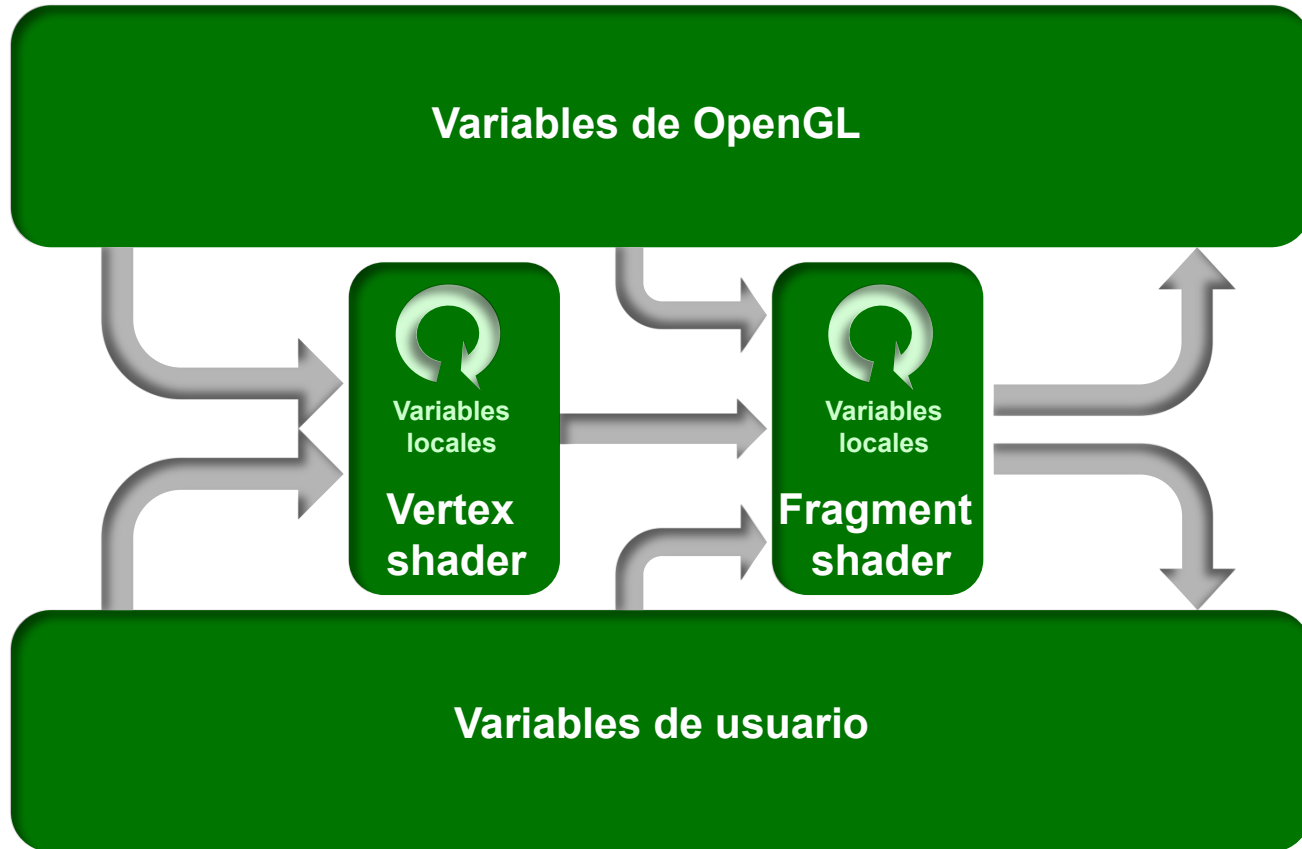 Variables de OpenGL
Variables
locales
Vertex
shader
Variables
locales
Fragment
shader
Variables de usuario